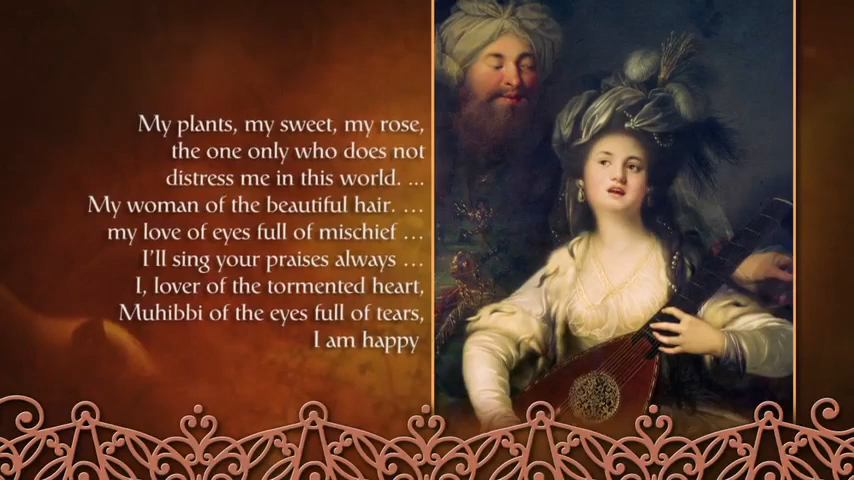 My plants, my sweet, my rose,
the one only who does not
distress me in this world. ...
My woman of the beautiful hair. ...
my love of eyes full of mischief ...
I'll sing your praises always ...
I, lover of the tormented heart,
Muhibbi of the eyes full of tears,
I am happy